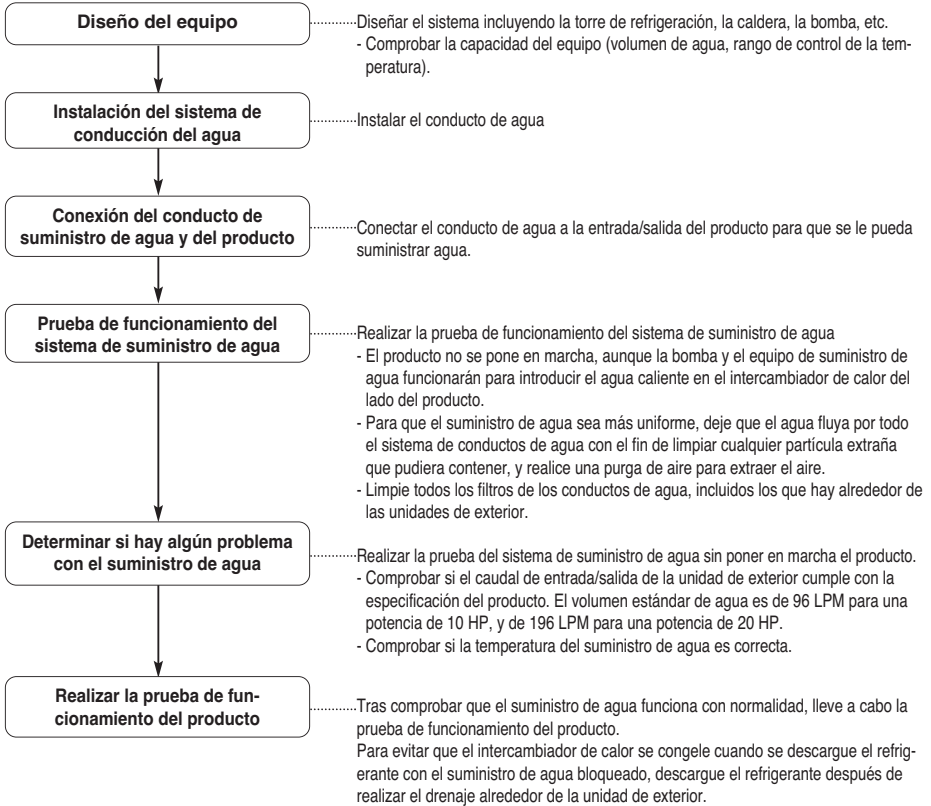 Diseño del equipo
Diseñar el sistema incluyendo la torre de refrigeración, la caldera, la bomba, etc.
- Comprobar la capacidad del equipo (volumen de agua, rango de control de la tem-
peratura).
Instalación del sistema de
conducción del agua
Instalar el conducto de agua
Conexión del conducto de
suministro de agua y del producto
Conectar el conducto de agua a la entrada/salida del producto para que se le pueda
suministrar agua.
Prueba de funcionamiento del
sistema de suministro de agua
Realizar la prueba de funcionamiento del sistema de suministro de agua
- El producto no se pone en marcha, aunque la bomba y el equipo de suministro de
agua funcionarán para introducir el agua caliente en el intercambiador de calor del
lado del producto.
- Para que el suministro de agua sea más uniforme, deje que el agua fluya por todo
el sistema de conductos de agua con el fin de limpiar cualquier partícula extraña
que pudiera contener, y realice una purga de aire para extraer el aire.
- Limpie todos los filtros de los conductos de agua, incluidos los que hay alrededor de
las unidades de exterior.
Determinar si hay algún problema
con el suministro de agua
Realizar la prueba del sistema de suministro de agua sin poner en marcha el producto.
- Comprobar si el caudal de entrada/salida de la unidad de exterior cumple con la
especificación del producto. El volumen estándar de agua es de 96 LPM para una
potencia de 10 HP, y de 196 LPM para una potencia de 20 HP.
- Comprobar si la temperatura del suministro de agua es correcta.
Realizar la prueba de fun-
cionamiento del producto
Tras comprobar que el suministro de agua funciona con normalidad, lleve a cabo la
prueba de funcionamiento del producto.
Para evitar que el intercambiador de calor se congele cuando se descargue el refrig-
erante con el suministro de agua bloqueado, descargue el refrigerante después de
realizar el drenaje alrededor de la unidad de exterior.